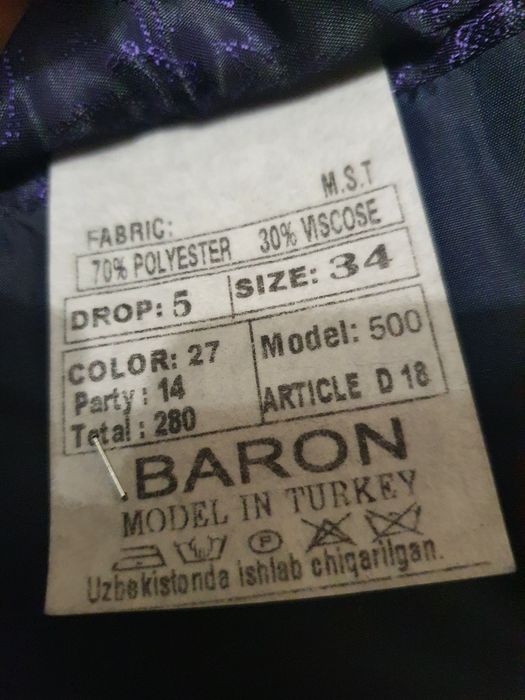 M.S.T
FABRIC:
70% POLYESTER 30% VISCOSE
DROP: 5 SIZE: 34
COLOR: 27 Model: 500
Party : 14 ARTICLE D 18
Total : 280
BARON
MODEL IN TURKEY
P
Uzbekistonda ishlab chiqarilgan.